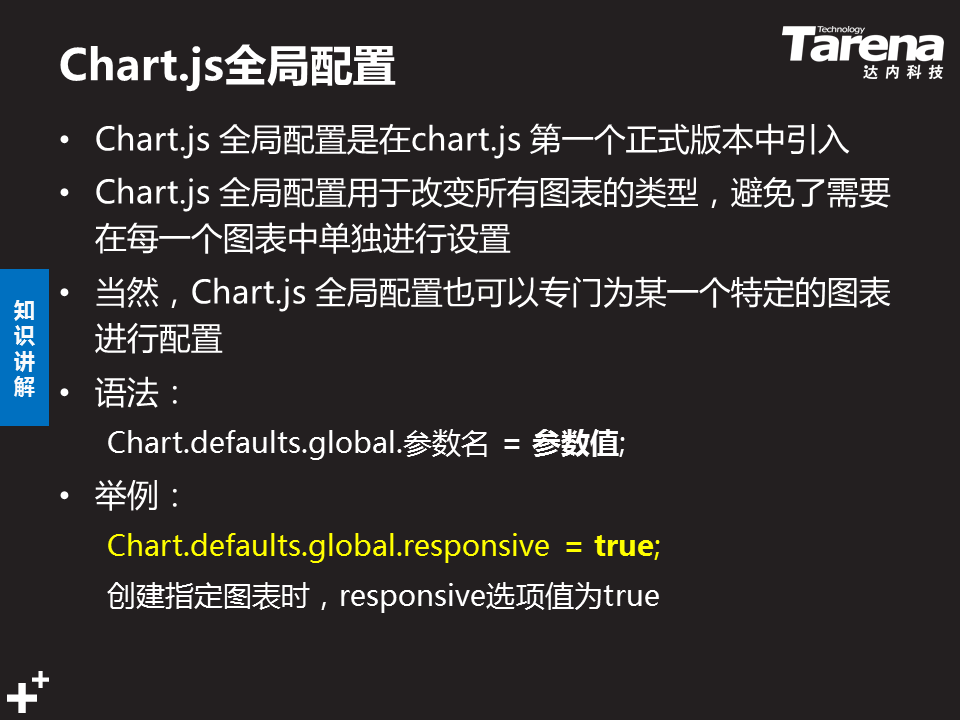 Chart.js全局配置
Technology
Tarena
达内科技
• Chart.js 全局配置是在chart.js 第一个正式版本中引入
• Chart.js 全局配置用于改变所有图表的类型，避免了需要
在每一个图表中单独进行设置
• 当然，Chart.js 全局配置也可以专门为某一个特定的图表
进行配置
• 语法：
Chart.defaults.global.参数名 = 参数值;
• 举例：
Chart.defaults.global.responsive = true;
创建指定图表时，responsive选项值为true
知
识
讲
解